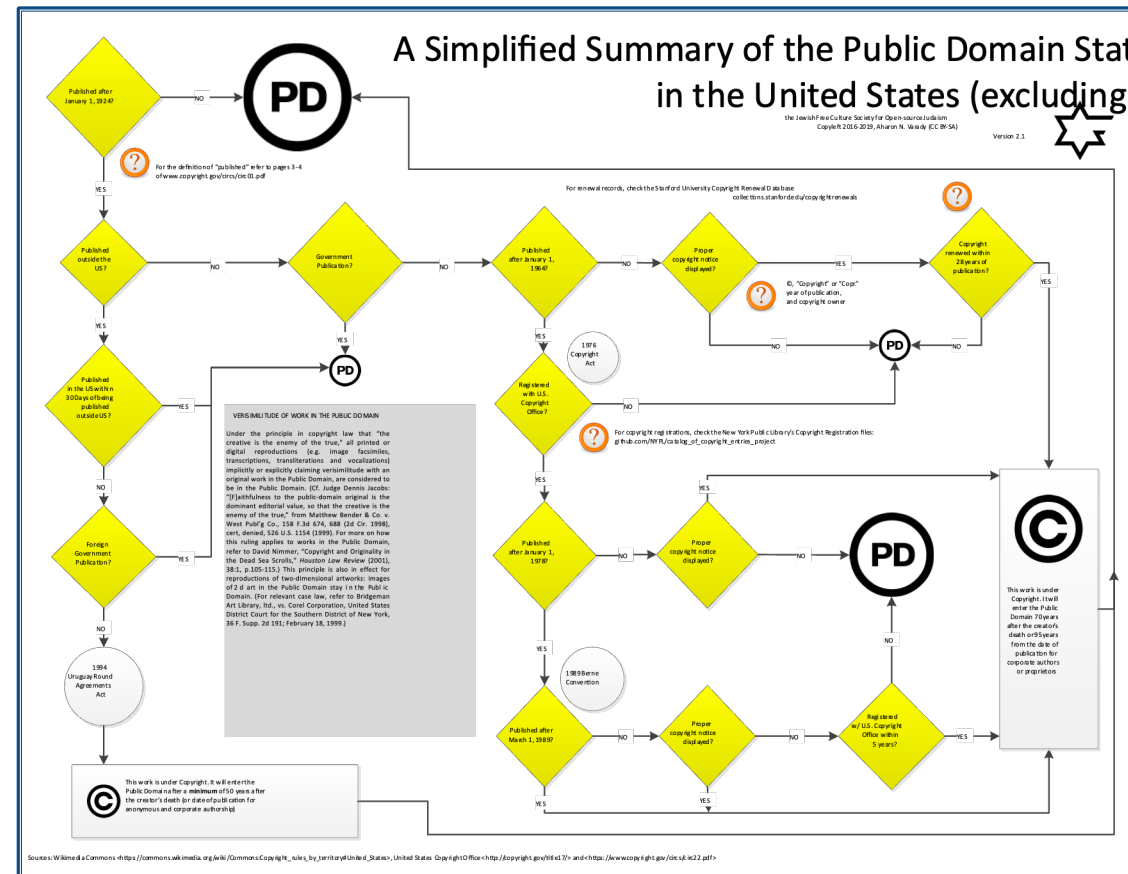 A Simplified Summary of the Public Domain Stat
in the United States (excluding
the Jewish Free Culture Society for Open-source Judaism
Copyleft 2016-2019, Aharon N. Varady (CC BY-SA)
Version 2.1
Published after
January 1, 1924?
NO
PD
?
For the definition of "published" refer to pages 3-4
of www.copyright.gov/circs/circ01.pdf
YES
For renewal records, check the Stanford University Copyright Renewal Database
collections.stanford.edu/copyrightrenewals
?
Published
outside the
US?
NO
Government
Publication?
NO
Published
after January 1,
1964?
NO
Proper
copyright notice
displayed?
YES
Copyright
renewed within
28 years of
publication?
YES
?
©, "Copyright" or "Copr."
year of publication,
and copyright owner
YES
YES
YES
NO
PD
NO
1976
Copyright
Act
PD
Published
in the US within
30 Days of being
published
outside US?
YES
Registered
with U.S.
Copyright
Office?
NO
?
For copyright registrations, check the New York Public Library's Copyright Registration files:
github.com/NYPL/catalog_of_copyright_entries_project
VERISIMILITUDE OF WORK IN THE PUBLIC DOMAIN
Under the principle in copyright law that "the
creative is the enemy of the true," all printed or
digital reproductions (e.g. image facsimiles,
transcriptions, transliterations and vocalizations)
implicitly or explicitly claiming verisimilitude with an
original work in the Public Domain, are considered to
be in the Public Domain. (Cf. Judge Dennis Jacobs:
"[F]aithfulness to the public-domain original is the
dominant editorial value, so that the creative is the
enemy of the true," from Matthew Bender & Co. v.
West Publ'g Co., 158 F.3d 674, 688 (2d Cir. 1998),
cert, denied, 526 U.S. 1154 (1999). For more on how
this ruling applies to works in the Public Domain,
refer to David Nimmer, "Copyright and Originality in
the Dead Sea Scrolls," Houston Law Review (2001),
38:1, p.105-115.) This principle is also in effect for
reproductions of two-dimensional artworks: images
of 2d art in the Public Domain stay in the Public
Domain. (For relevant case law, refer to Bridgeman
Art Library, ltd., vs. Corel Corporation, United States
District Court for the Southern District of New York,
36 F. Supp. 2d 191; February 18, 1999.)
NO
YES
YES
Foreign
Government
Publication?
YES
Published
after January 1,
1978?
NO
Proper
copyright notice
displayed?
NO
PD
©
This work is under
Copyright. It will
enter the Public
Domain 70 years
after the creator's
death or 95 years
from the date of
publication for
corporate authors
or proprietors
NO
YES
NO
1994
Uruguay Round
Agreements
Act
1989 Berne
Convention
Published after
March 1, 1989?
NO
Proper
copyright notice
displayed?
NO
Registered
w/ U.S. Copyright
Office within
5 years?
YES
YES
YES
©
This work is under Copyright. It will enter the
Public Domain after a minimum of 50 years after
the creator's death (or date of publication for
anonymous and corporate authorship)
Sources: Wikimedia Commons <https://commons.wikimedia.org/wiki/Commons:Copyright_rules_by_territory#United_States>, United States Copyright Office <http://copyright.gov/title17/> and <https://www.copyright.gov/circs/circ22.pdf>